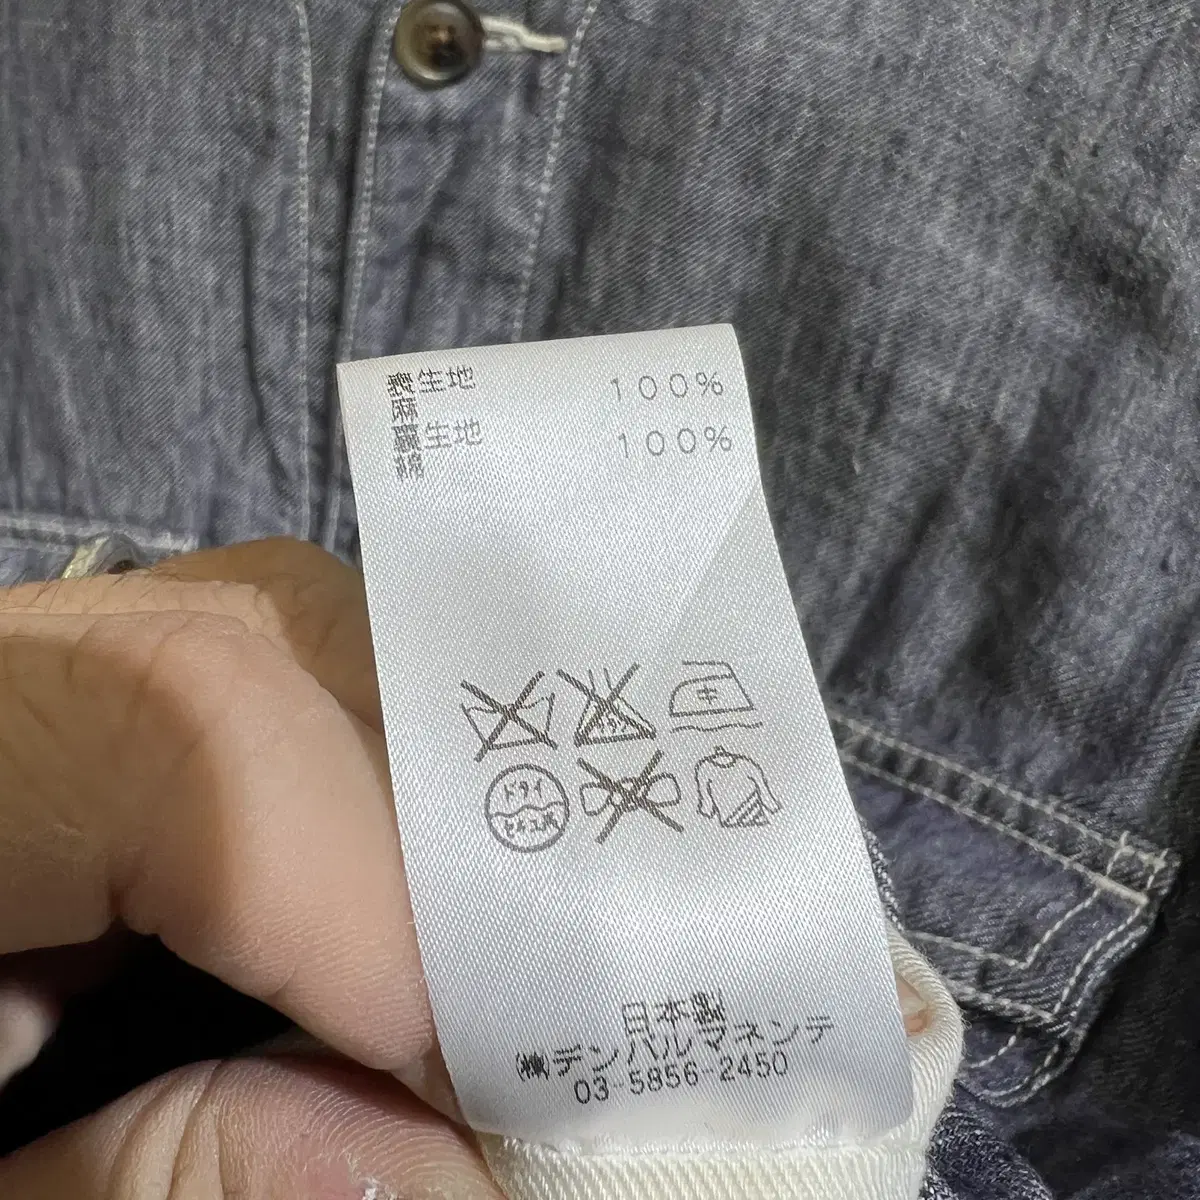 表生地 100%
麻
裏生地 100%
綿
ドライ
セキユ系
日本製
㈱デンハルマネンテ
03-5856-2450